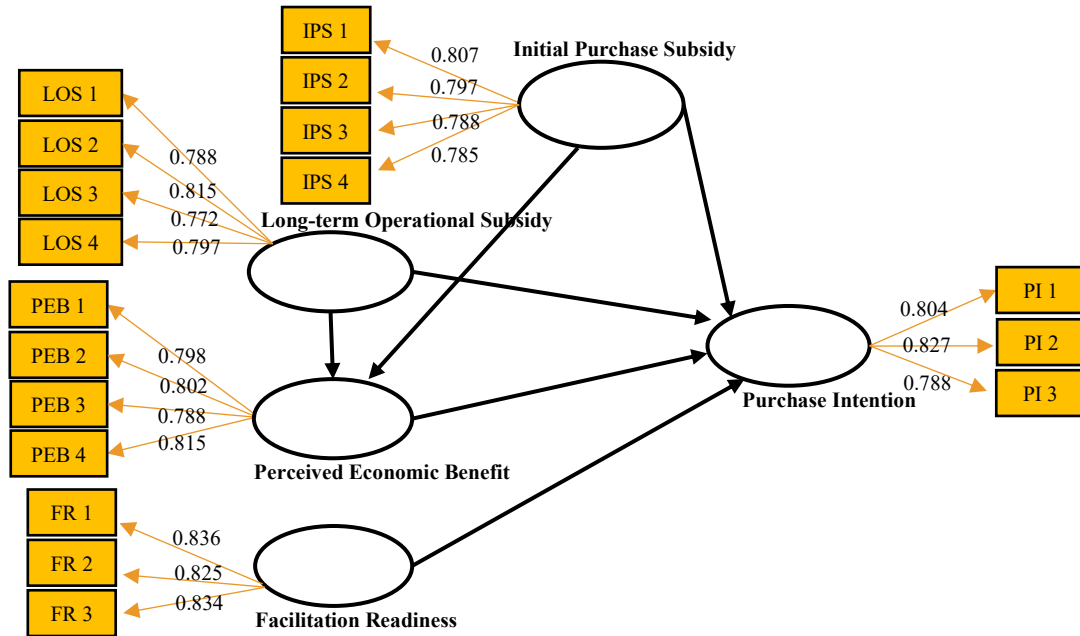 IPS 1
IPS 2
IPS 3
IPS 4
0.807
0.797
0.788
0.785
Initial Purchase Subsidy
LOS 1
LOS 2
LOS 3
LOS 4
0.788
0.815
0.772
0.797
Long-term Operational Subsidy
PEB 1
PEB 2
PEB 3
PEB 4
0.798
0.802
0.788
0.815
Perceived Economic Benefit
FR 1
FR 2
FR 3
0.836
0.825
0.834
Facilitation Readiness
Purchase Intention
0.804
0.827
0.788
PI 1
PI 2
PI 3